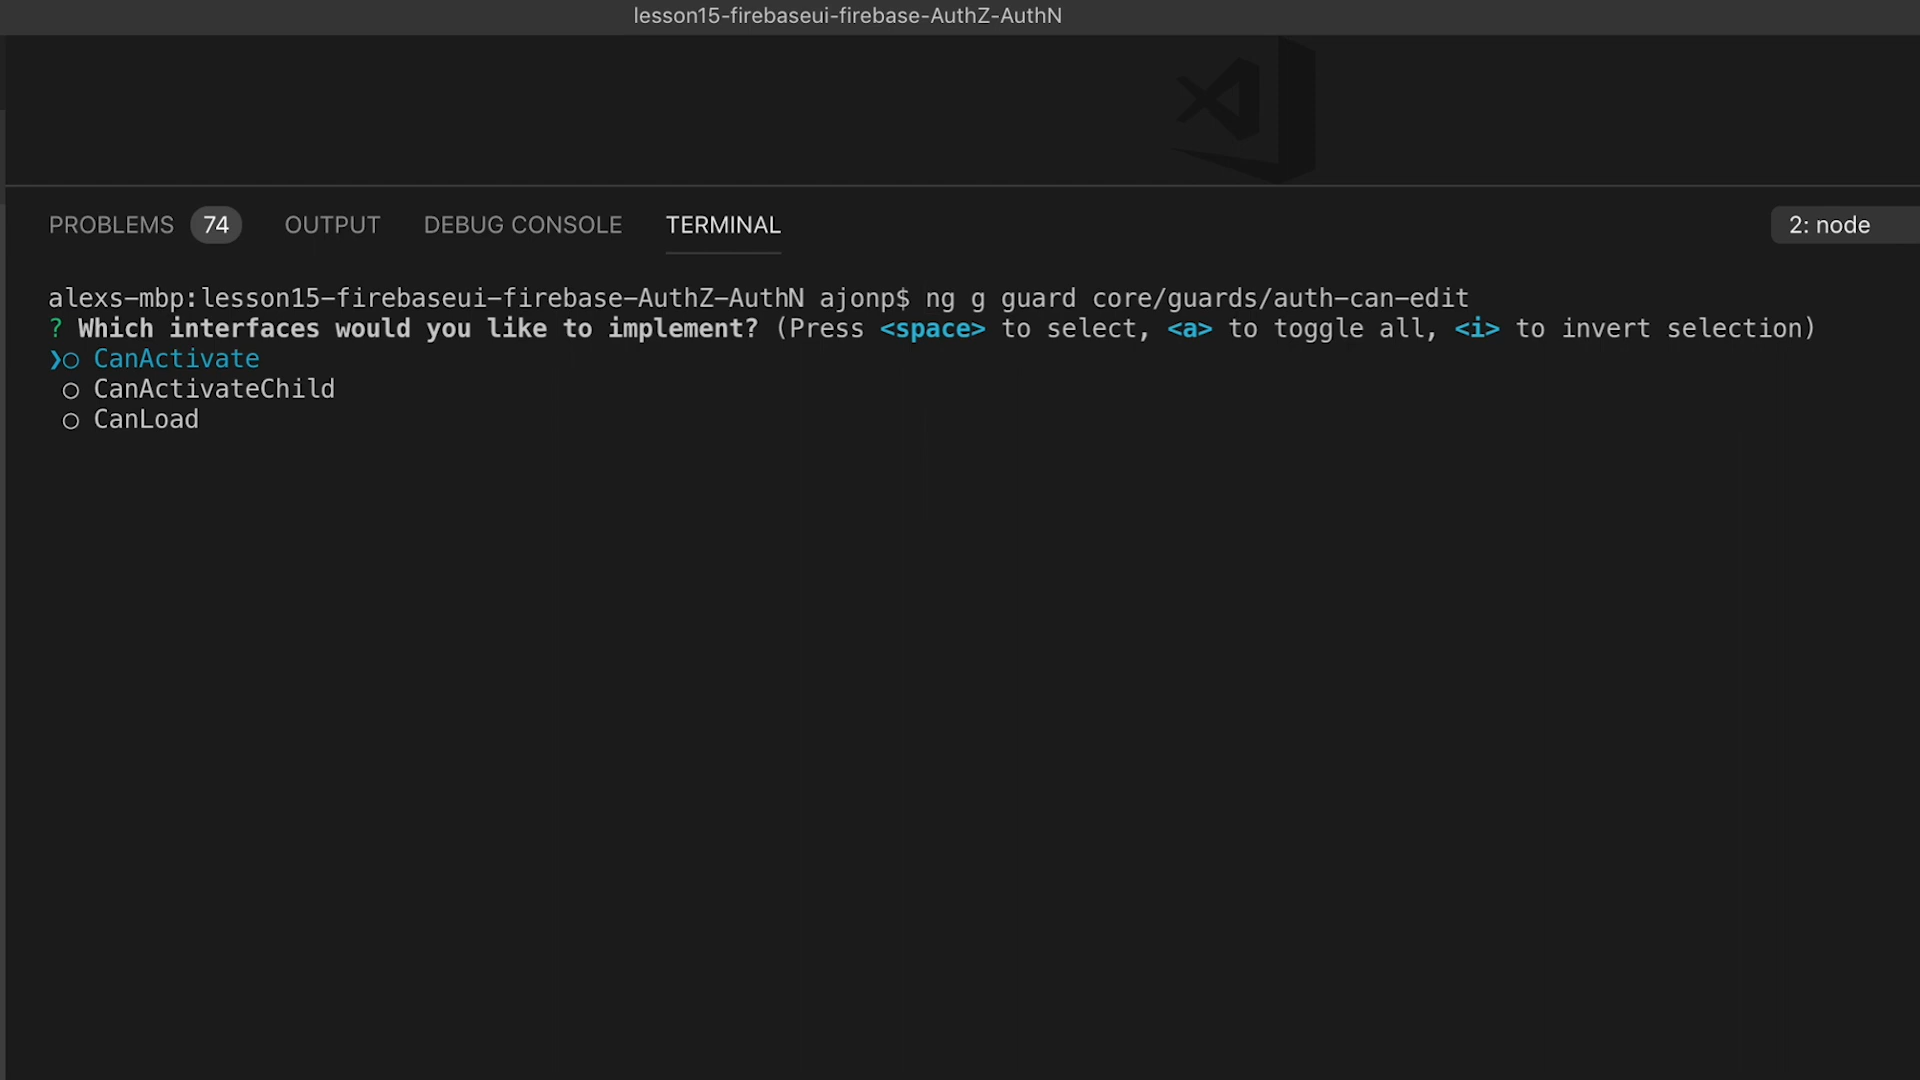 lesson15-firebaseui-firebase-AuthZ-AuthN
PROBLEMS 74 OUTPUT DEBUG CONSOLE TERMINAL 2: node
alexs-mbp:lesson15-firebaseui-firebase-AuthZ-AuthN ajonp$ ng g guard core/guards/auth-can-edit
? Which interfaces would you like to implement? (Press <space> to select, <a> to toggle all, <i> to invert selection)
❯○ CanActivate
○ CanActivateChild
○ CanLoad